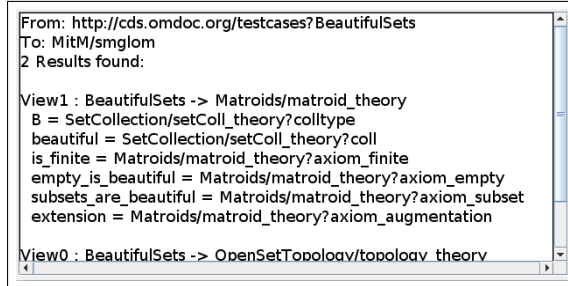 From: http://cds.omdoc.org/testcases?BeautifulSets
To: MitM/smglom
2 Results found:
View1 : BeautifulSets -> Matroids/matroid_theory
B = SetCollection/setColl_theory?colltype
beautiful = SetCollection/setColl_theory?coll
is_finite = Matroids/matroid_theory?axiom_finite
empty_is_beautiful = Matroids/matroid_theory?axiom_empty
subsets_are_beautiful = Matroids/matroid_theory?axiom_subset
extension = Matroids/matroid_theory?axiom_augmentation
View0 : BeautifulSets -> OpenSetTopology/topology_theory